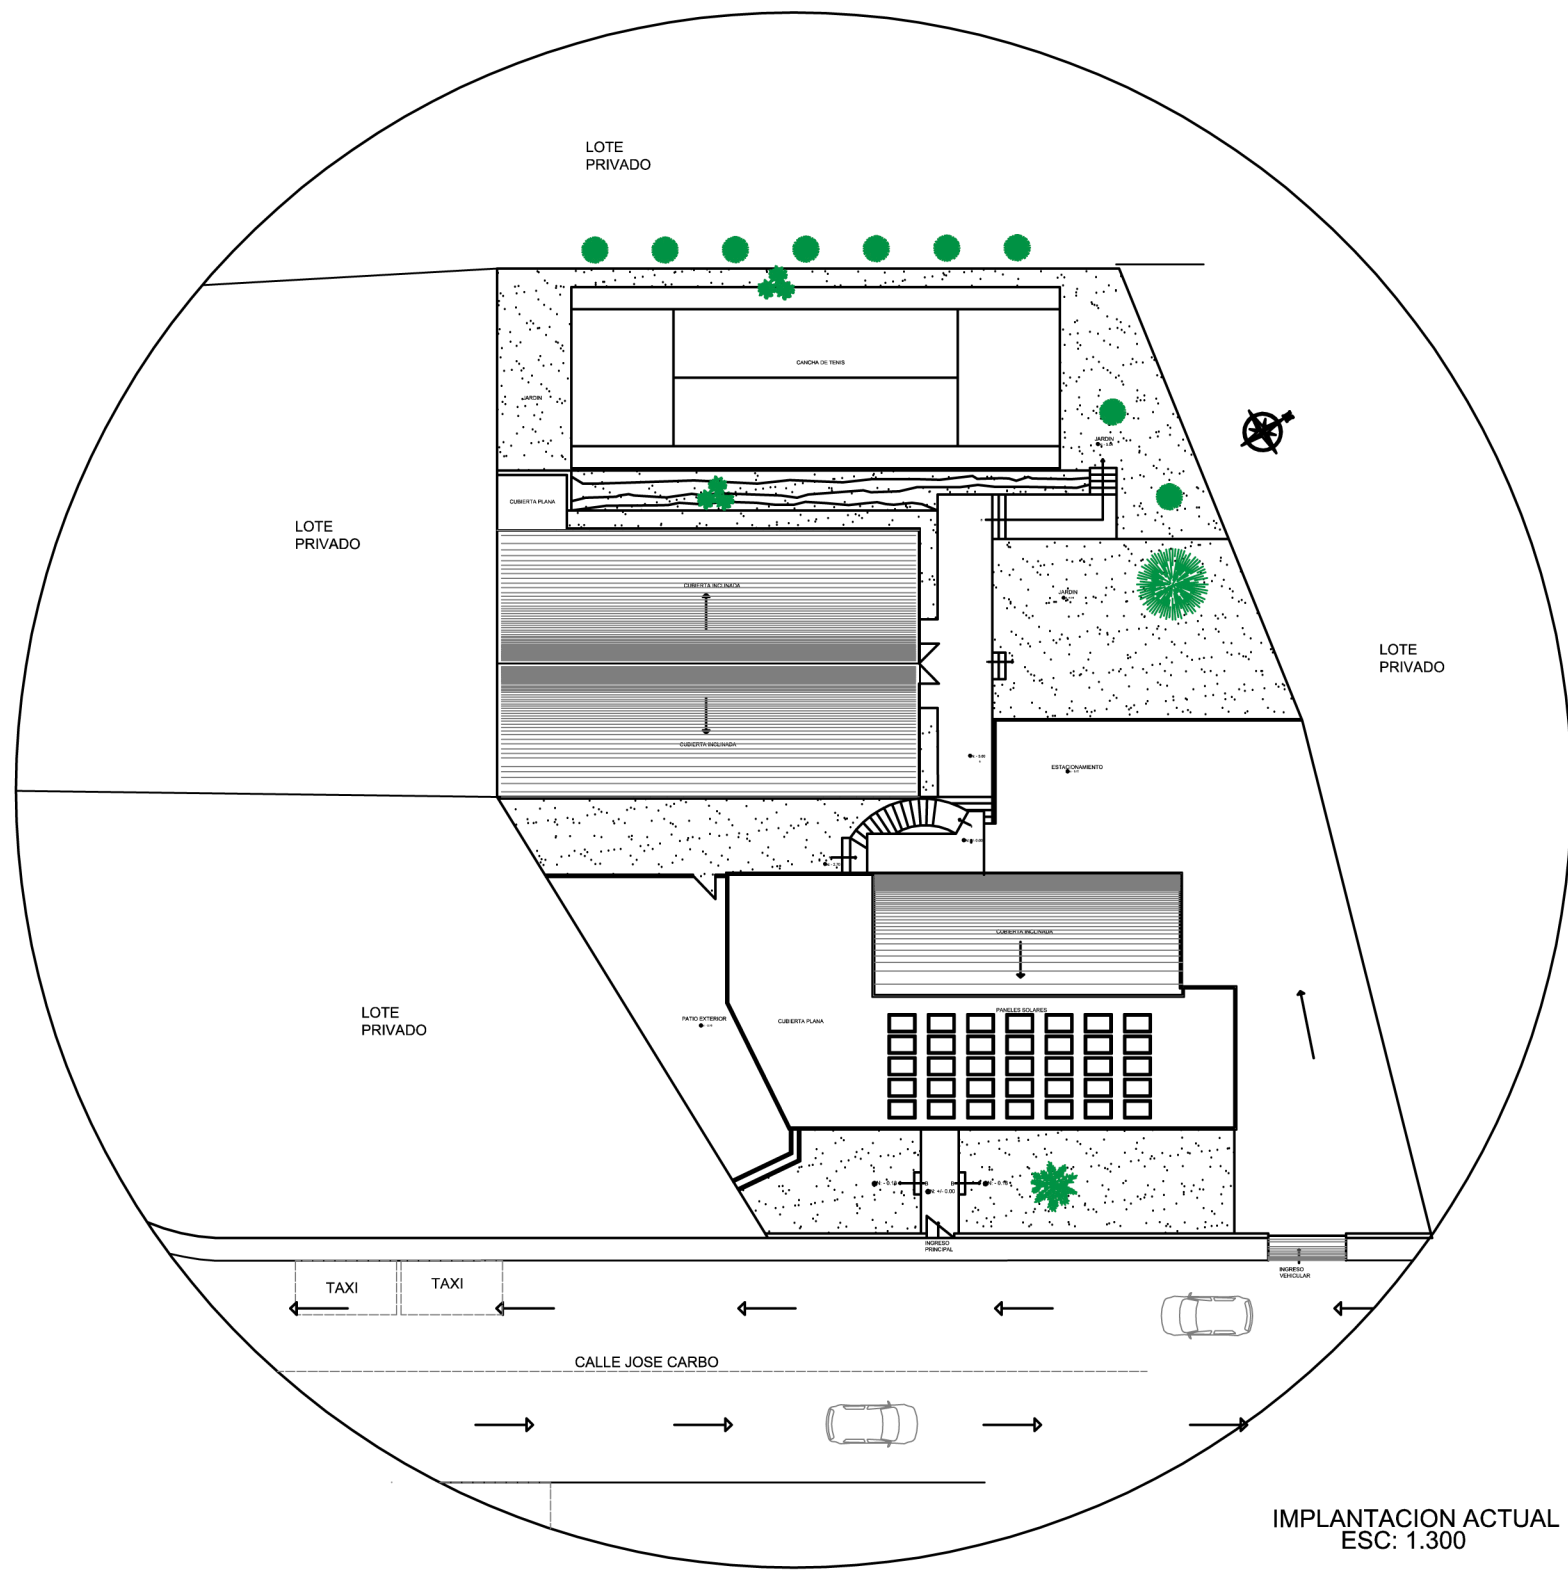 LOTE
PRIVADO
CANCHA DE TENIS
JARDIN
JARDIN
CUBIERTA PLANA
LOTE
PRIVADO
CUBIERTA INCLINADA
JARDIN
LOTE
PRIVADO
CUBIERTA INCLINADA
ESTACIONAMIENTO
CUBIERTA INCLINADA
LOTE
PRIVADO
PANELES SOLARES
PATIO EXTERIOR
CUBIERTA PLANA
N: +/- 0.00
INGRESO
PRINCIPAL
INGRESO
VEHICULAR
TAXI
TAXI
CALLE JOSE CARBO
IMPLANTACION ACTUAL
ESC: 1.300